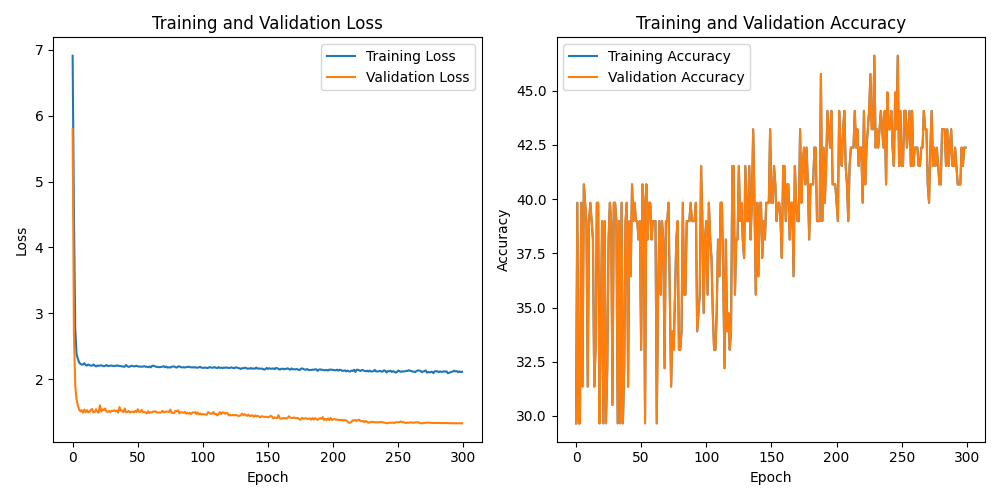 Training and Validation Loss
Training Loss
Validation Loss
7
6
5
4
3
2
Loss
0
50
100
150
200
250
300
Epoch
Training and Validation Accuracy
Training Accuracy
Validation Accuracy
45.0
42.5
40.0
37.5
35.0
32.5
30.0
Accuracy
0
50
100
150
200
250
300
Epoch